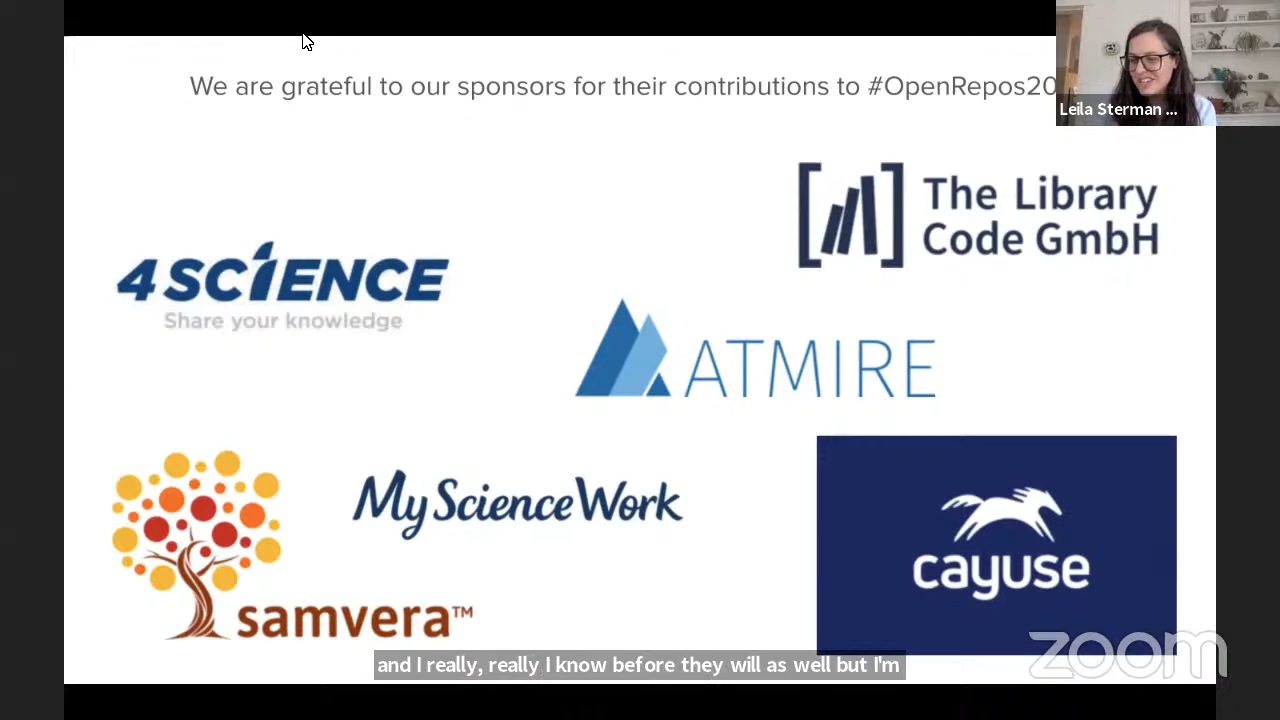 We are grateful to our sponsors for their contributions to #OpenRepos20
Leila Sterman ...
The Library
Code GmbH
4SCIENCE
Share your knowledge
ATMIRE
MyScienceWork
cayuse
samvera™
zoom
and I really, really I know before they will as well but I'm